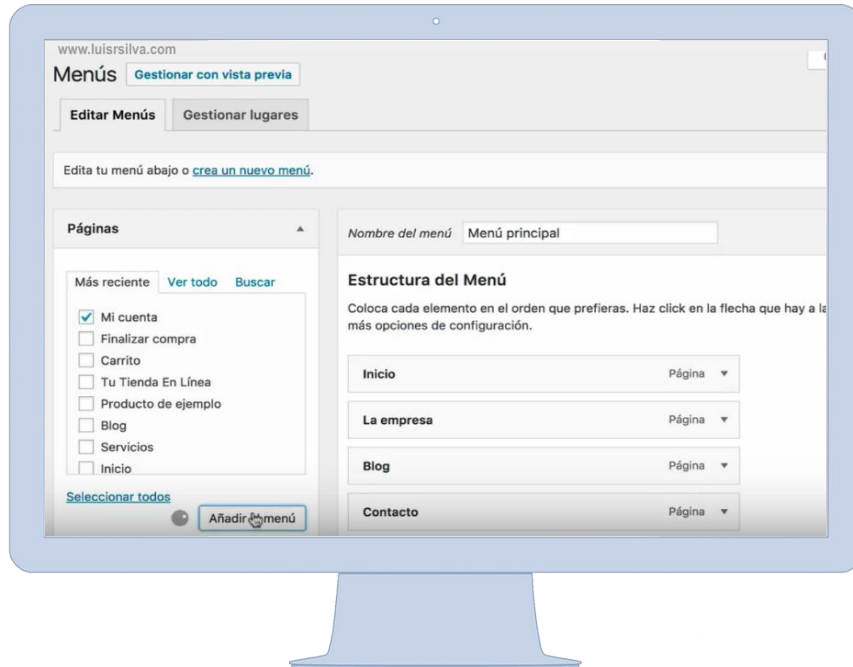 www.luisrsilva.com
Menús Gestionar con vista previa
Editar Menús Gestionar lugares
Edita tu menú abajo o crea un nuevo menú.
Páginas
Más reciente Ver todo Buscar
Mi cuenta
Finalizar compra
Carrito
Tu Tienda En Línea
Producto de ejemplo
Blog
Servicios
Inicio
Seleccionar todos
Añadir menú
Nombre del menú Menú principal
Estructura del Menú
Coloca cada elemento en el orden que prefieras. Haz click en la flecha que hay a la
más opciones de configuración.
Inicio Página
La empresa Página
Blog Página
Contacto Página